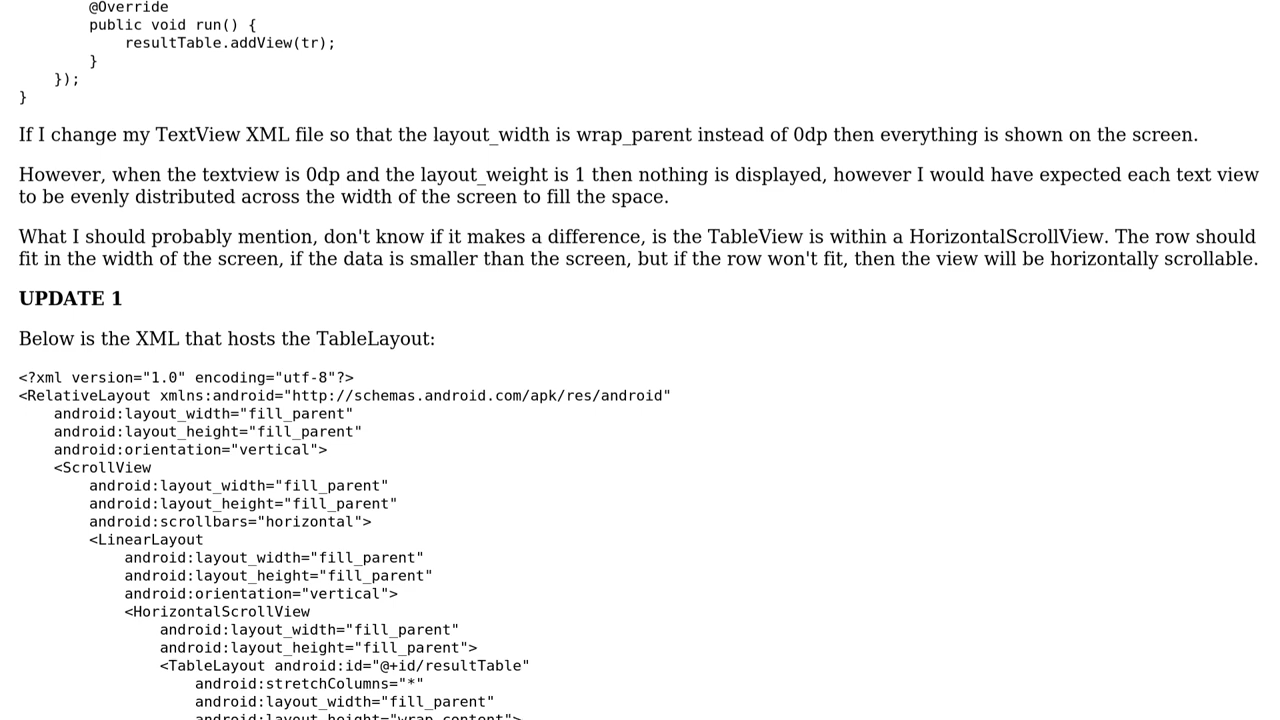 @Override
        public void run() {
            resultTable.addView(tr);
        }
    });
}
If I change my TextView XML file so that the layout_width is wrap_parent instead of 0dp then everything is shown on the screen.
However, when the textview is 0dp and the layout_weight is 1 then nothing is displayed, however I would have expected each text view
to be evenly distributed across the width of the screen to fill the space.
What I should probably mention, don't know if it makes a difference, is the TableView is within a HorizontalScrollView. The row should
fit in the width of the screen, if the data is smaller than the screen, but if the row won't fit, then the view will be horizontally scrollable.
UPDATE 1
Below is the XML that hosts the TableLayout:
<?xml version="1.0" encoding="utf-8"?>
<RelativeLayout xmlns:android="http://schemas.android.com/apk/res/android"
    android:layout_width="fill_parent"
    android:layout_height="fill_parent"
    android:orientation="vertical">
    <ScrollView
        android:layout_width="fill_parent"
        android:layout_height="fill_parent"
        android:scrollbars="horizontal">
        <LinearLayout
            android:layout_width="fill_parent"
            android:layout_height="fill_parent"
            android:orientation="vertical">
            <HorizontalScrollView
                android:layout_width="fill_parent"
                android:layout_height="fill_parent">
                <TableLayout android:id="@+id/resultTable"
                    android:stretchColumns="*"
                    android:layout_width="fill_parent"
                    android:layout_height="wrap_content">